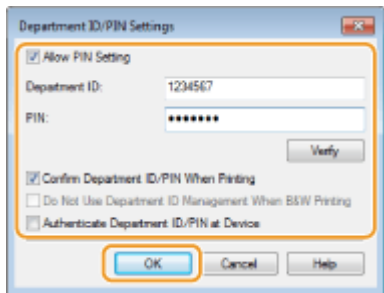 Department ID/PIN Settings
Allow PIN Setting
Department ID: 1234567
PIN: •••••••
Verify
Confirm Department ID/PIN When Printing
Do Not Use Department ID Management When B&W Printing
Authenticate Department ID/PIN at Device
OK Cancel Help